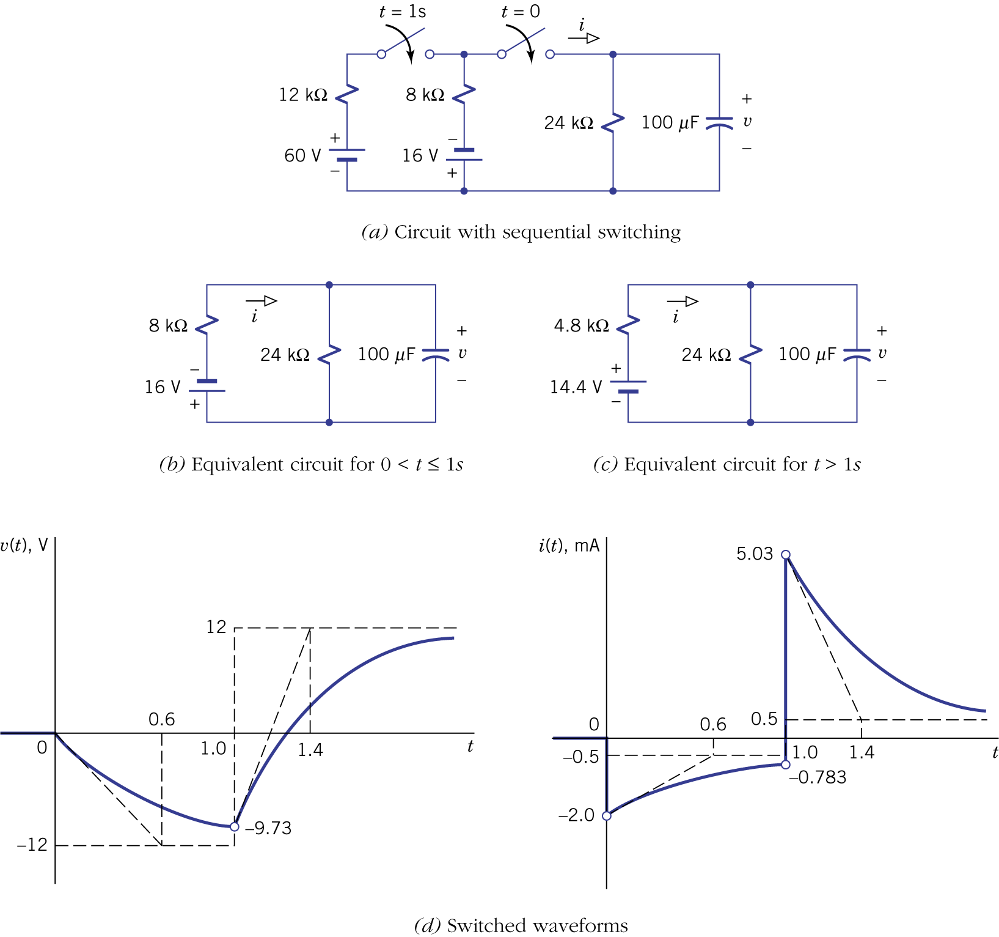 t = 1s
t = 0
i
12 kΩ
8 kΩ
24 kΩ
100 μF
+
v
–
+
60 V
–
–
16 V
+
(a) Circuit with sequential switching
i
8 kΩ
24 kΩ
100 μF
+
v
–
–
16 V
+
i
4.8 kΩ
24 kΩ
100 μF
+
v
–
+
14.4 V
–
(b) Equivalent circuit for 0 < t ≤ 1s
(c) Equivalent circuit for t > 1s
v(t), V
12
0.6
0
1.0
1.4
t
–9.73
–12
i(t), mA
5.03
0
0.6
0.5
–0.5
1.0
1.4
t
–0.783
–2.0
(d) Switched waveforms